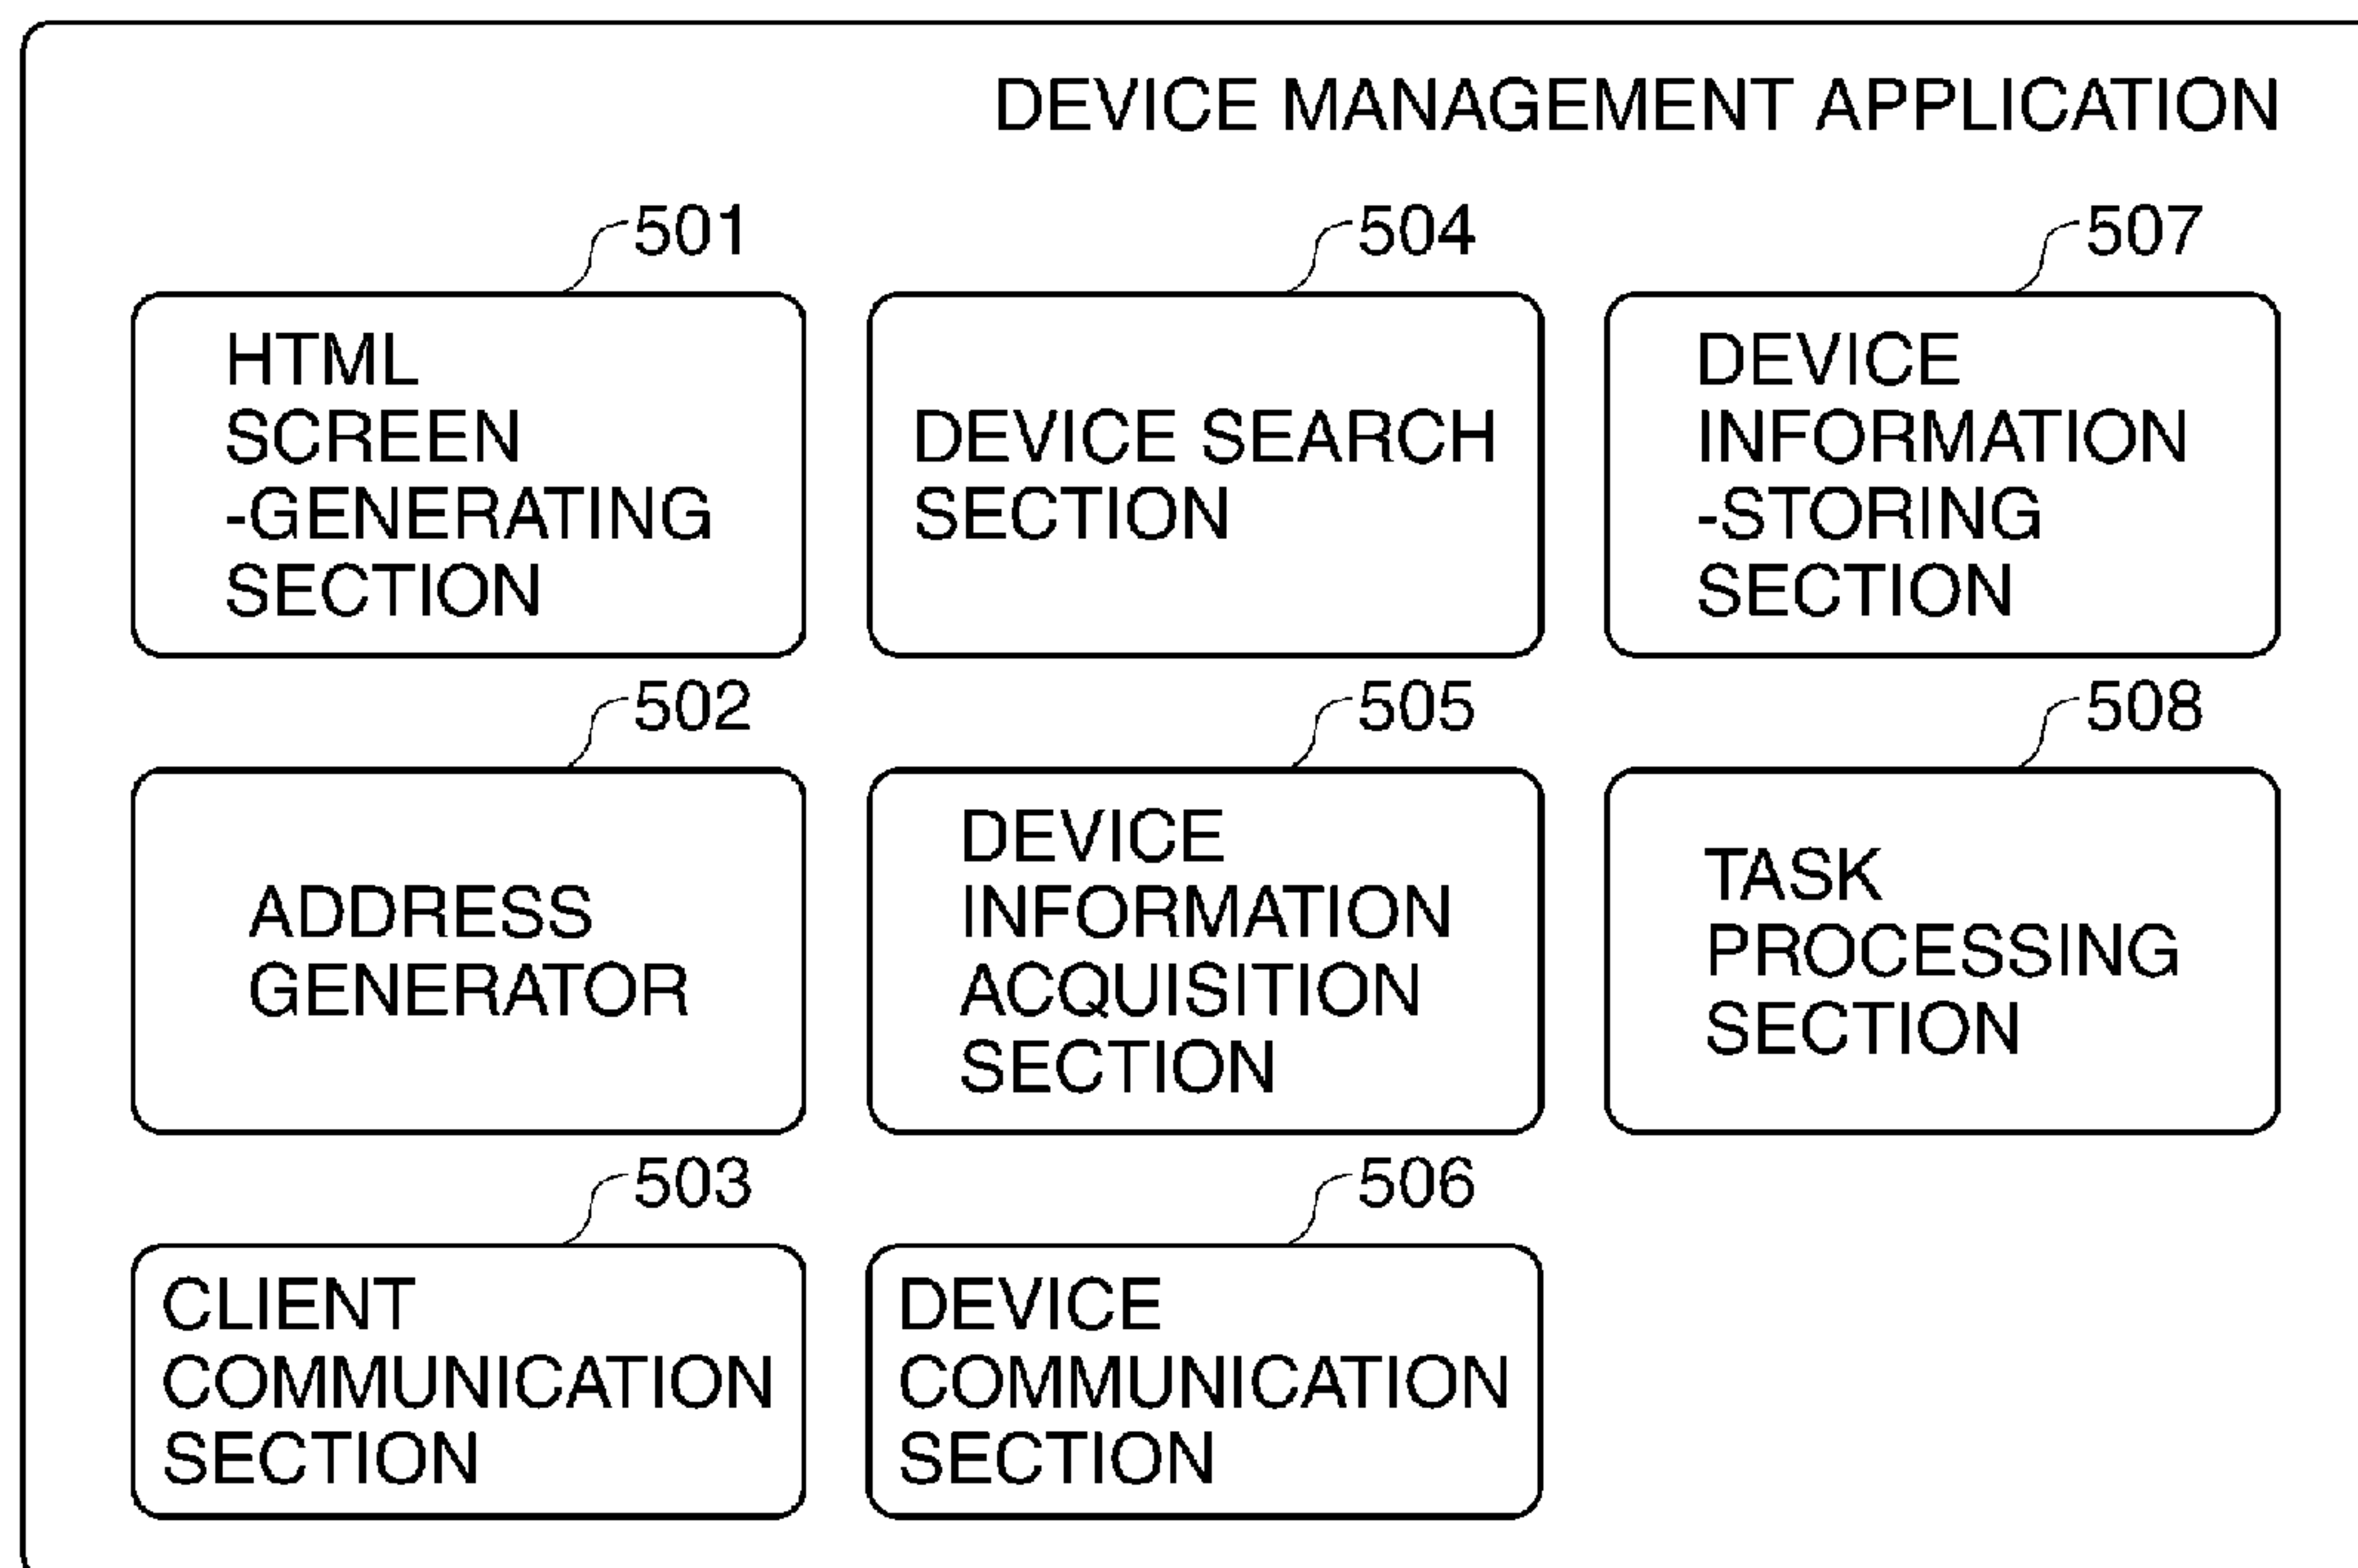 DEVICE MANAGEMENT APPLICATION
501
HTML
SCREEN
-GENERATING
SECTION
504
DEVICE SEARCH
SECTION
507
DEVICE
INFORMATION
-STORING
SECTION
502
ADDRESS
GENERATOR
505
DEVICE
INFORMATION
ACQUISITION
SECTION
508
TASK
PROCESSING
SECTION
503
CLIENT
COMMUNICATION
SECTION
506
DEVICE
COMMUNICATION
SECTION